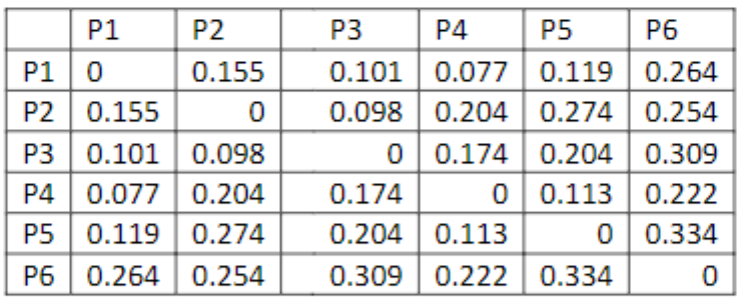 P1 P2 P3 P4 P5 P6
P1 0 0.155 0.101 0.077 0.119 0.264
P2 0.155 0 0.098 0.204 0.274 0.254
P3 0.101 0.098 0 0.174 0.204 0.309
P4 0.077 0.204 0.174 0 0.113 0.222
P5 0.119 0.274 0.204 0.113 0 0.334
P6 0.264 0.254 0.309 0.222 0.334 0